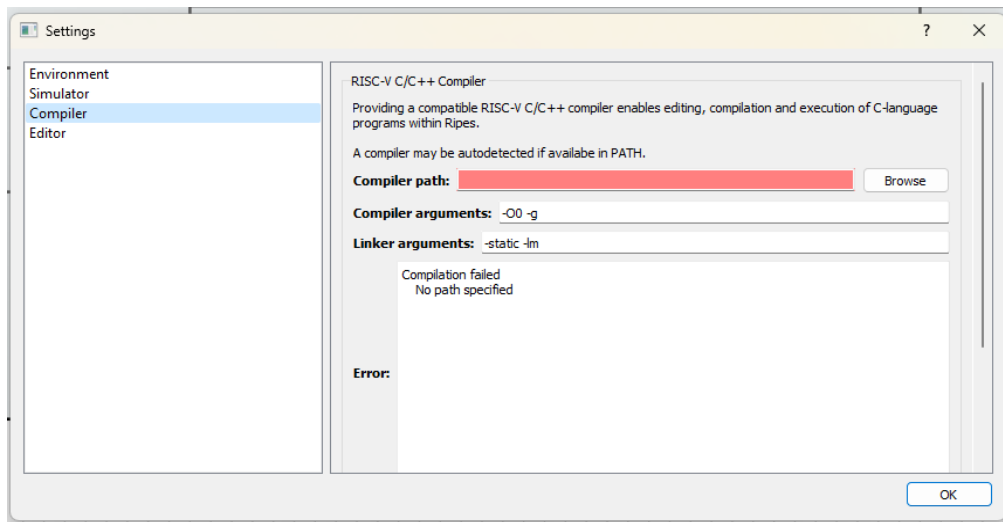 Settings
?
Environment
Simulator
Compiler
Editor
RISC-V C/C++ Compiler
Providing a compatible RISC-V C/C++ compiler enables editing, compilation and execution of C-language
programs within Ripes.
A compiler may be autodetected if availabe in PATH.
Compiler path:
Browse
Compiler arguments: -O0 -g
Linker arguments: -static -lm
Compilation failed
No path specified
Error:
OK